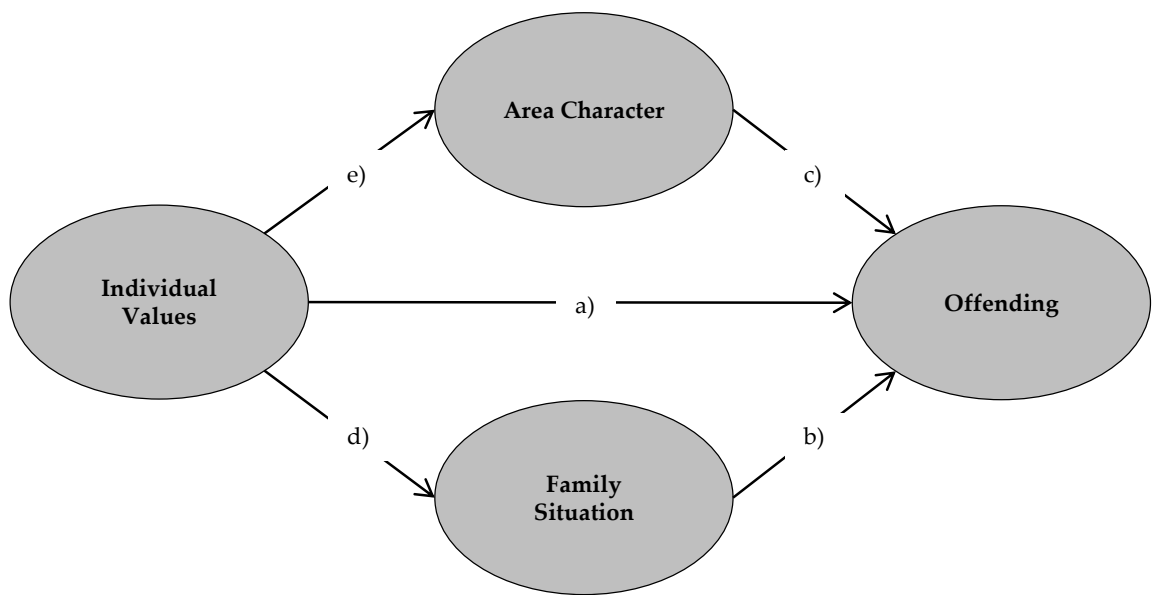 Area Character
e)
c)
Individual
Values
a)
Offending
d)
b)
Family
Situation